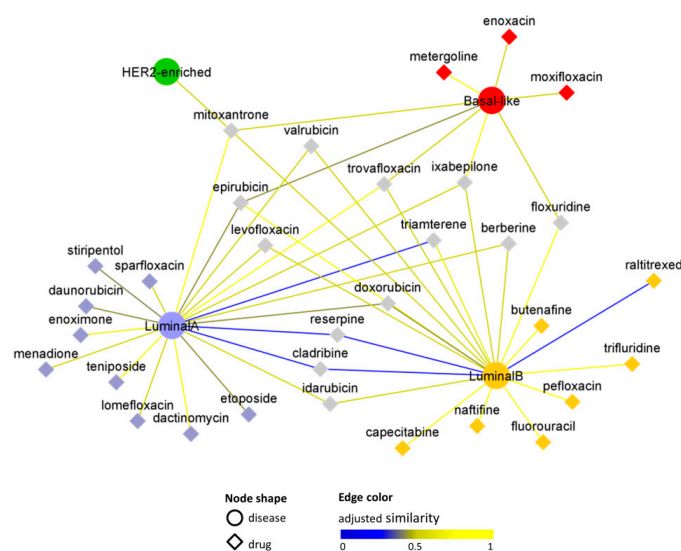 enoxacin
metergoline
HER2-enriched
moxifloxacin
Basal-like
mitoxantrone
valrubicin
trovafloxacin
ixabepilone
epirubicin
floxuridine
levofloxacin
triamterene
berberine
stiripentol
sparfloxacin
raltitrexed
daunorubicin
doxorubicin
enoximone
butenafine
LuminalA
reserpine
menadione
cladribine
trifluridine
teniposide
LuminalB
pefloxacin
idarubicin
lomefloxacin
etoposide
naftifine
dactinomycin
capecitabine
fluorouracil
Node shape
disease
drug
Edge color
adjusted similarity
0
0.5
1